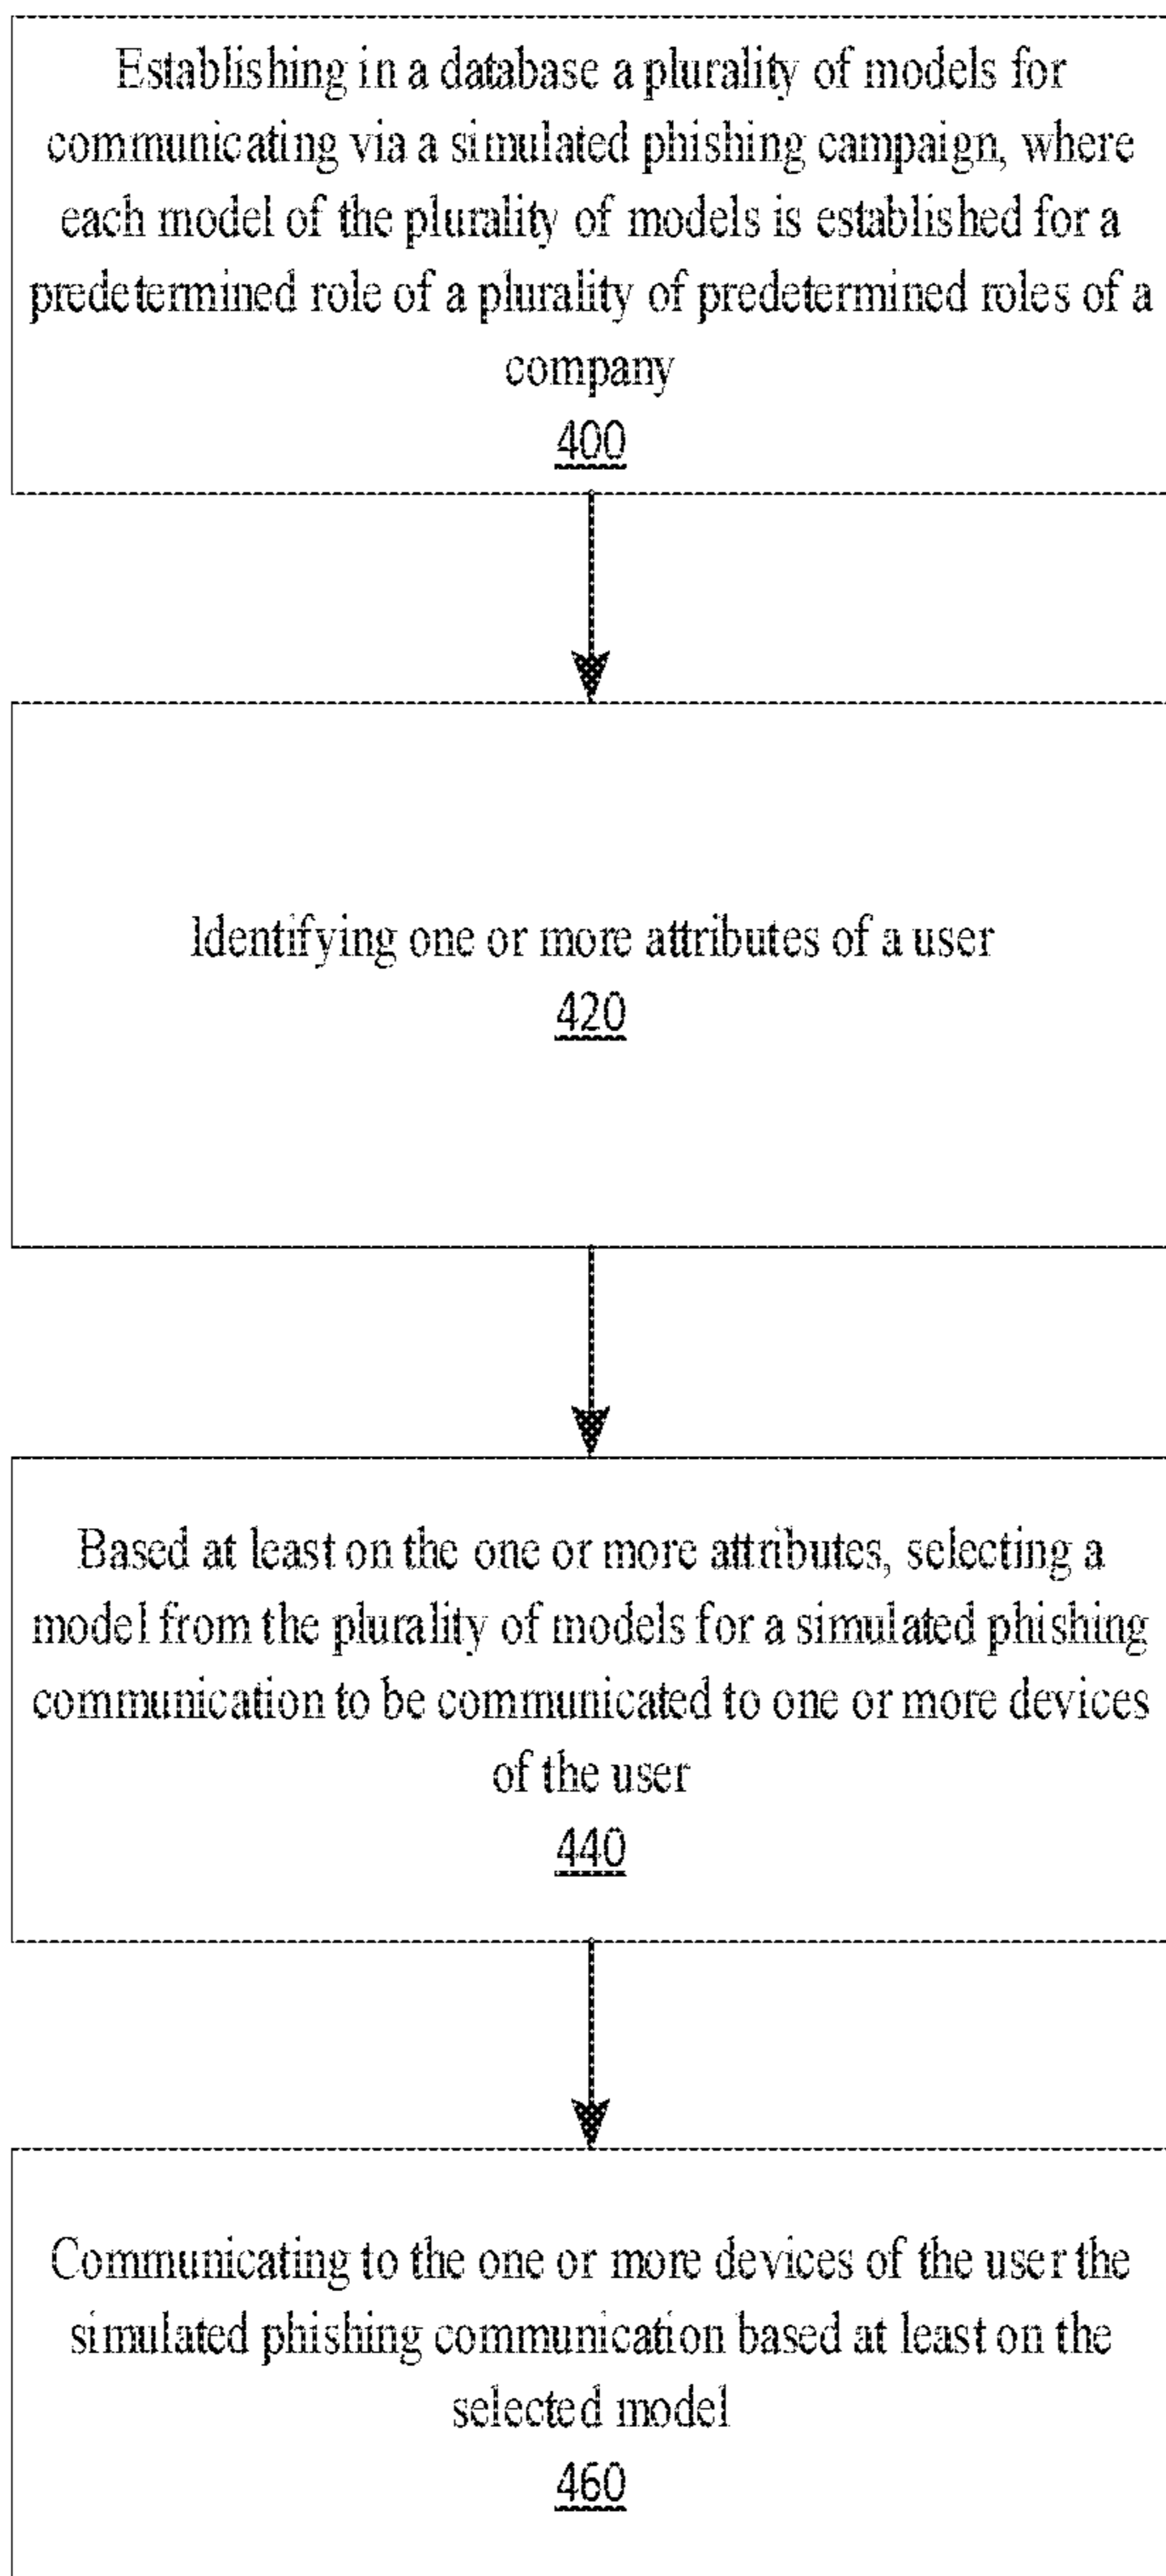 Establishing in a database a plurality of models for
communicating via a simulated phishing campaign, where
each model of the plurality of models is established for a
predetermined role of a plurality of predetermined roles of a
company
400
Identifying one or more attributes of a user
420
Based at least on the one or more attributes, selecting a
model from the plurality of models for a simulated phishing
communication to be communicated to one or more devices
of the user
440
Communicating to the one or more devices of the user the
simulated phishing communication based at least on the
selected model
460